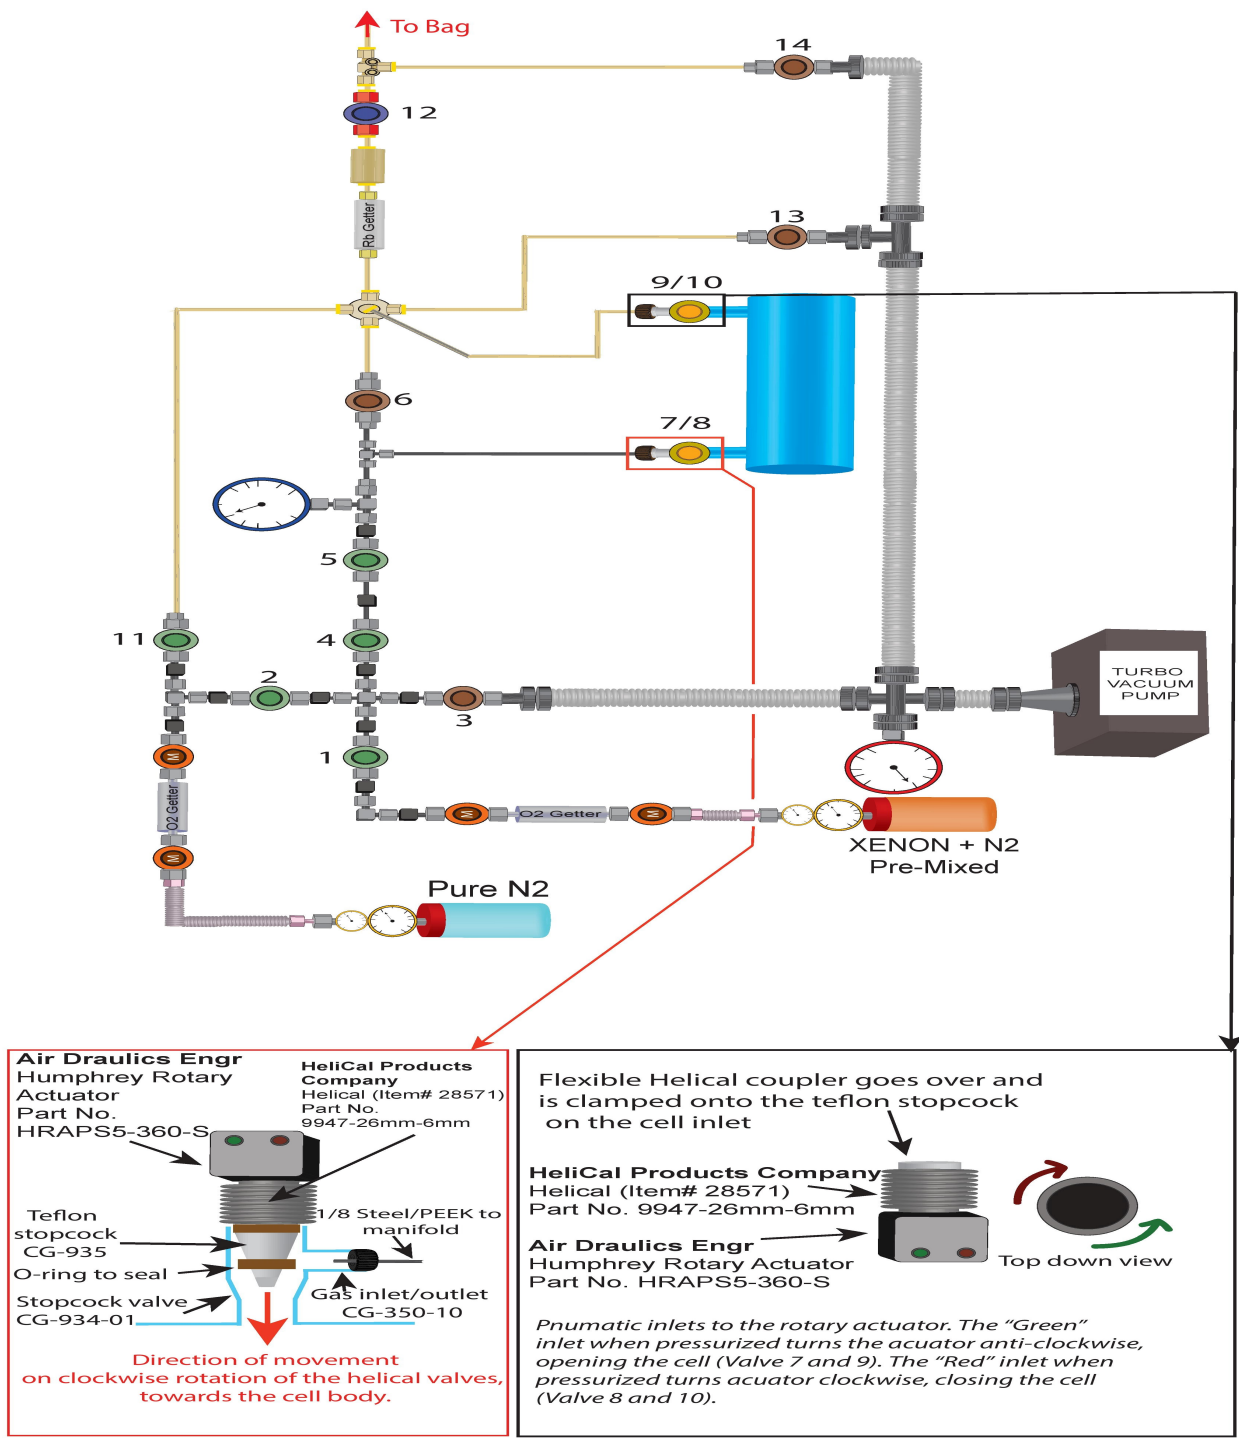 To Bag
14
12
Rb Getter
13
9/10
6
7/8
5
11
4
2
3
1
TURBO
VACUUM
PUMP
M
O2 Getter
M
M
O2 Getter
M
XENON + N2
Pre-Mixed
Pure N2
Air Draulics Engr
Humphrey Rotary
Actuator
Part No.
HRAPS5-360-S
HeliCal Products
Company
Helical (Item# 28571)
Part No.
9947-26mm-6mm
Teflon
stopcock
CG-935
O-ring to seal
Stopcock valve
CG-934-01
1/8 Steel/PEEK to
manifold
Gas inlet/outlet
CG-350-10
Direction of movement
on clockwise rotation of the helical valves,
towards the cell body.
Flexible Helical coupler goes over and
is clamped onto the teflon stopcock
on the cell inlet
HeliCal Products Company
Helical (Item# 28571)
Part No. 9947-26mm-6mm
Air Draulics Engr
Humphrey Rotary Actuator
Part No. HRAPS5-360-S
Top down view
Pnumatic inlets to the rotary actuator. The “Green”
inlet when pressurized turns the acuator anti-clockwise,
opening the cell (Valve 7 and 9). The “Red” inlet when
pressurized turns acuator clockwise, closing the cell
(Valve 8 and 10).